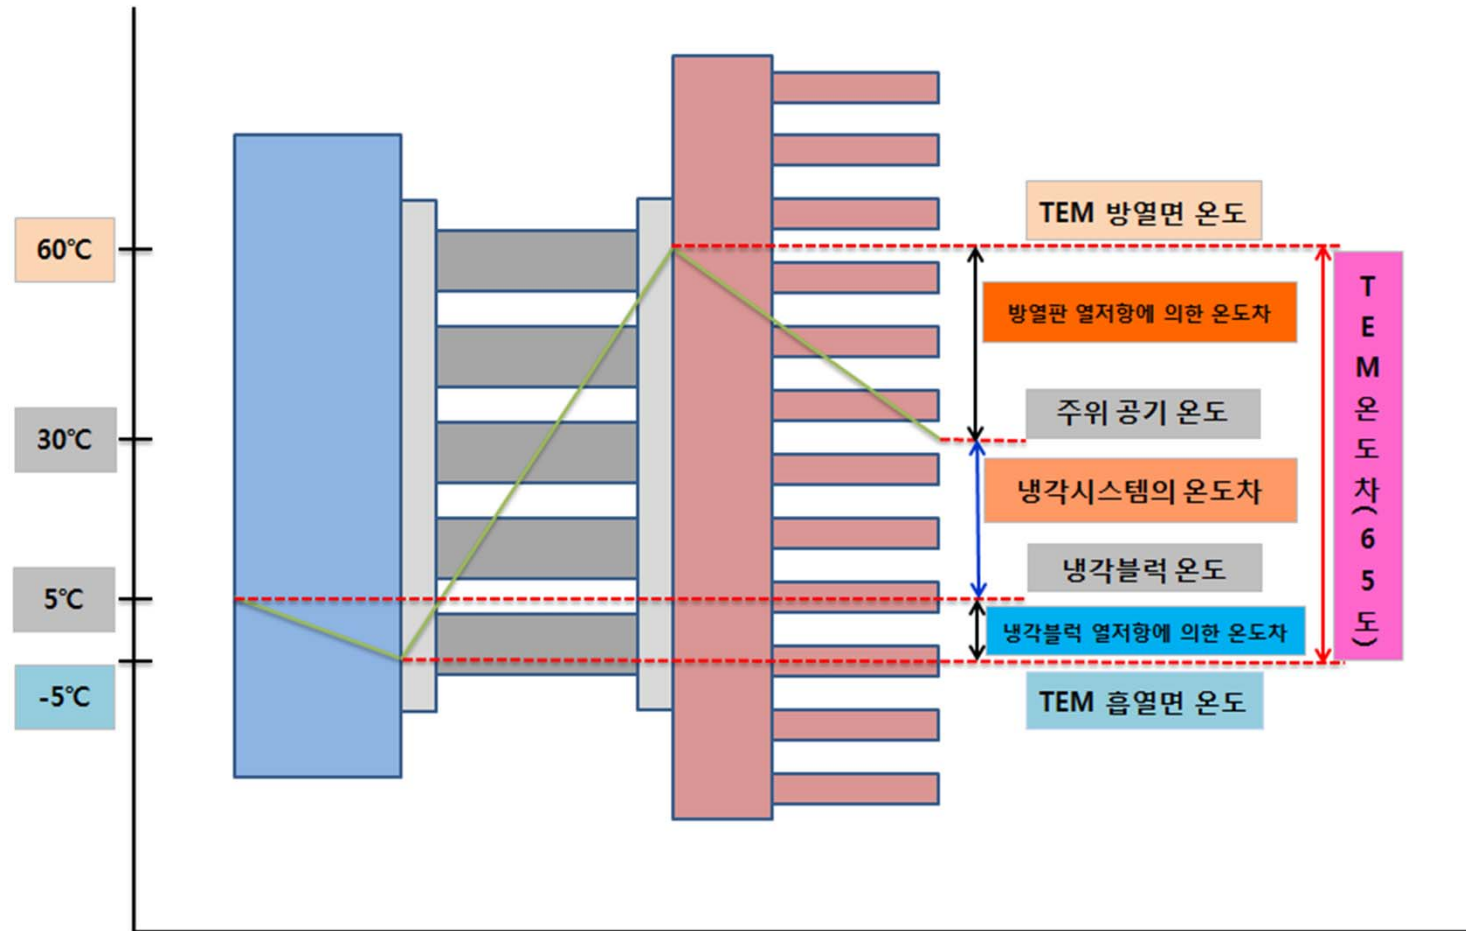 TEM 방열면 온도
60℃
방열판 열저항에 의한 온도차
주위 공기 온도
30℃
냉각시스템의 온도차
냉각블럭 온도
5℃
냉각블럭 열저항에 의한 온도차
-5℃
TEM 흡열면 온도
T
E
M
온
도
차
(
6
5
도
)